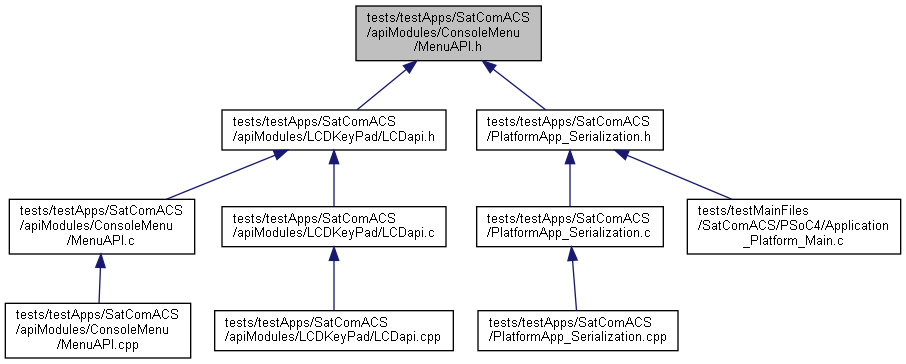 tests/testApps/SatComACS
/apiModules/ConsoleMenu
/MenuAPI.h
tests/testApps/SatComACS
/apiModules/LCDKeyPad/LCDapi.h
tests/testApps/SatComACS
/PlatformApp_Serialization.h
tests/testApps/SatComACS
/apiModules/ConsoleMenu
/MenuAPI.c
tests/testApps/SatComACS
/apiModules/LCDKeyPad/LCDapi.c
tests/testApps/SatComACS
/PlatformApp_Serialization.c
tests/testMainFiles
/SatComACS/PSoC4/Application
_Platform_Main.c
tests/testApps/SatComACS
/apiModules/ConsoleMenu
/MenuAPI.cpp
tests/testApps/SatComACS
/apiModules/LCDKeyPad/LCDapi.cpp
tests/testApps/SatComACS
/PlatformApp_Serialization.cpp